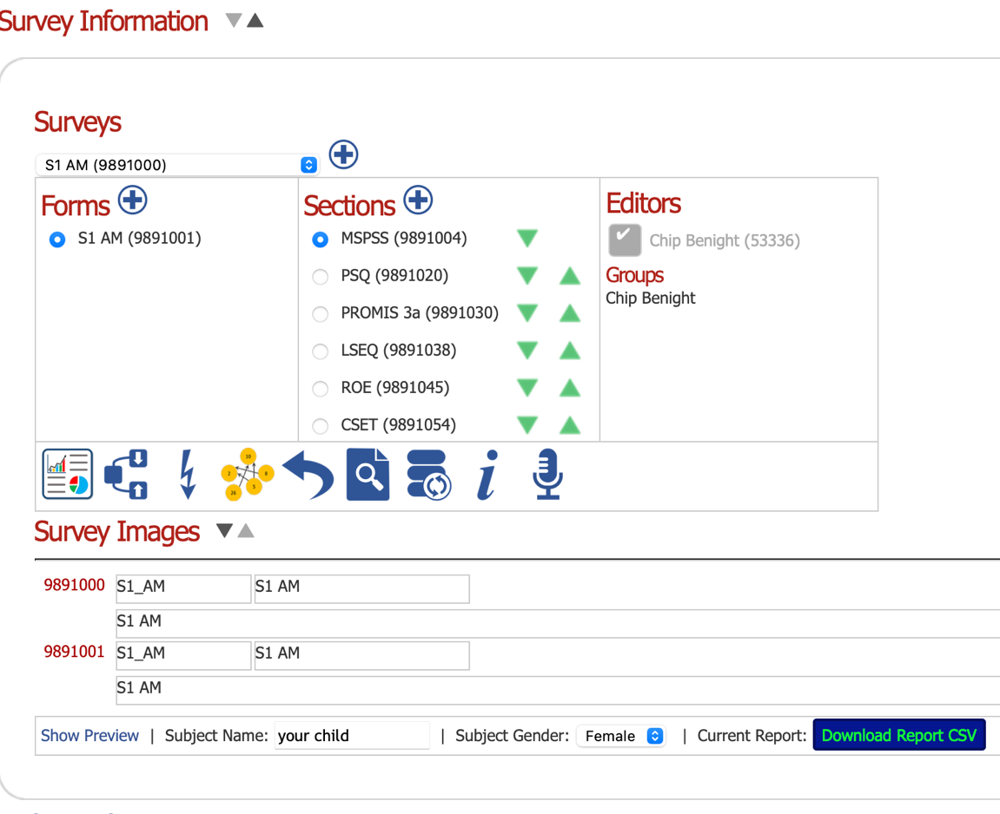 Survey Information
Surveys
S1 AM (9891000)
Forms
S1 AM (9891001)
Sections
MSPSS (9891004)
PSQ (9891020)
PROMIS 3a (9891030)
LSEQ (9891038)
ROE (9891045)
CSET (9891054)
Editors
Chip Benight (53336)
Groups
Chip Benight
10
2
8
5
26
i
Survey Images
9891000 S1_AM S1 AM
S1 AM
9891001 S1_AM S1 AM
S1 AM
Show Preview | Subject Name: your child | Subject Gender: Female | Current Report: Download Report CSV